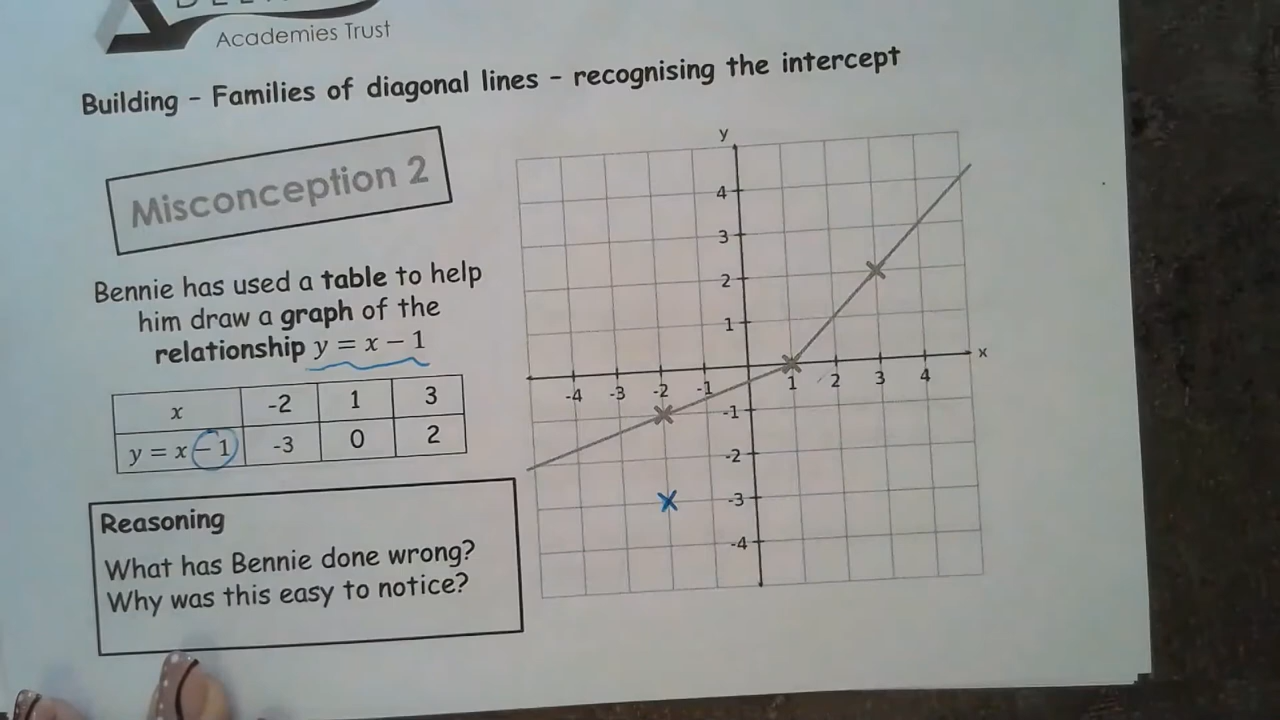 Academies Trust
Building - Families of diagonal lines - recognising the intercept
Misconception 2
Bennie has used a table to help
him draw a graph of the
relationship y = x − 1
x -2 1 3
y = x − 1 -3 0 2
Reasoning
What has Bennie done wrong?
Why was this easy to notice?
y
4
3
2
1
x
-4 -3 -2 -1 1 2 3 4
-1
-2
-3
-4